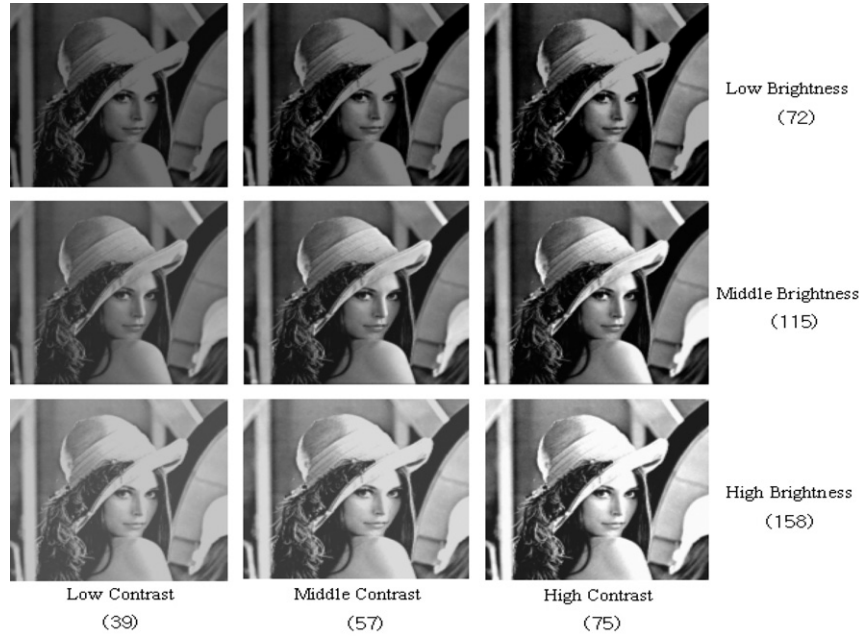 Low Brightness
(72)
Middle Brightness
(115)
High Brightness
(158)
Low Contrast
(39)
Middle Contrast
(57)
High Contrast
(75)